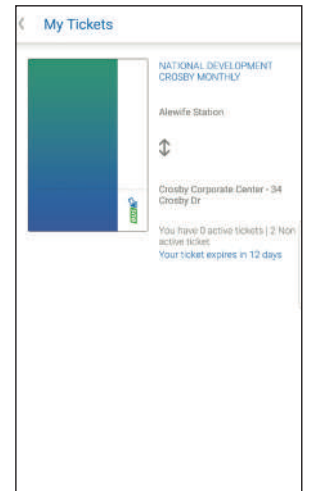 My Tickets
NATIONAL DEVELOPMENT
CROSBY MONTHLY
Alewife Station
Crosby Corporate Center - 34
Crosby Dr
You have 0 active tickets | 2 Non
active ticket
Your ticket expires in 12 days